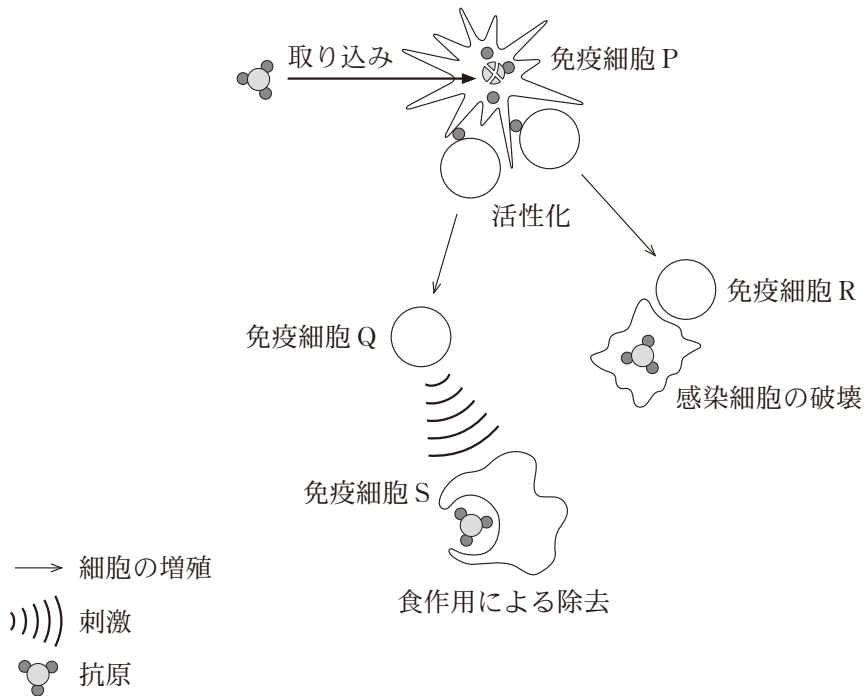 取り込み
免疫細胞 P
活性化
免疫細胞 R
免疫細胞 Q
感染細胞の破壊
免疫細胞 S
食作用による除去
細胞の増殖
刺激
抗原